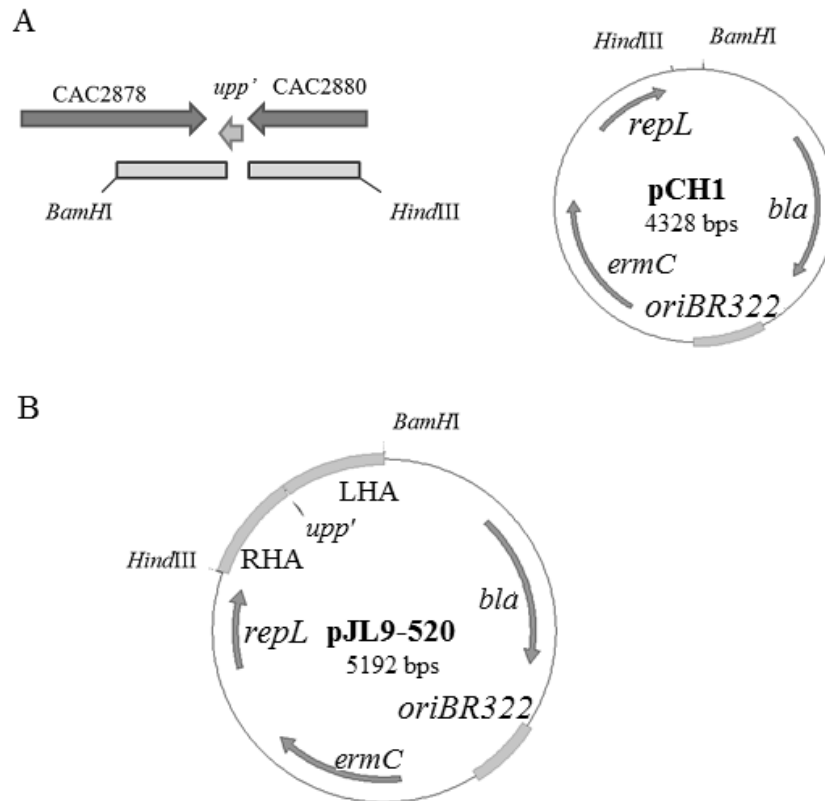 A
CAC2878
upp'
CAC2880
BamHI
HindIII
HindIII
BamHI
repL
pCH1
4328 bps
bla
ermC
oriBR322
B
BamHI
LHA
upp'
HindIII
RHA
bla
repL
pJL9-520
5192 bps
oriBR322
ermC